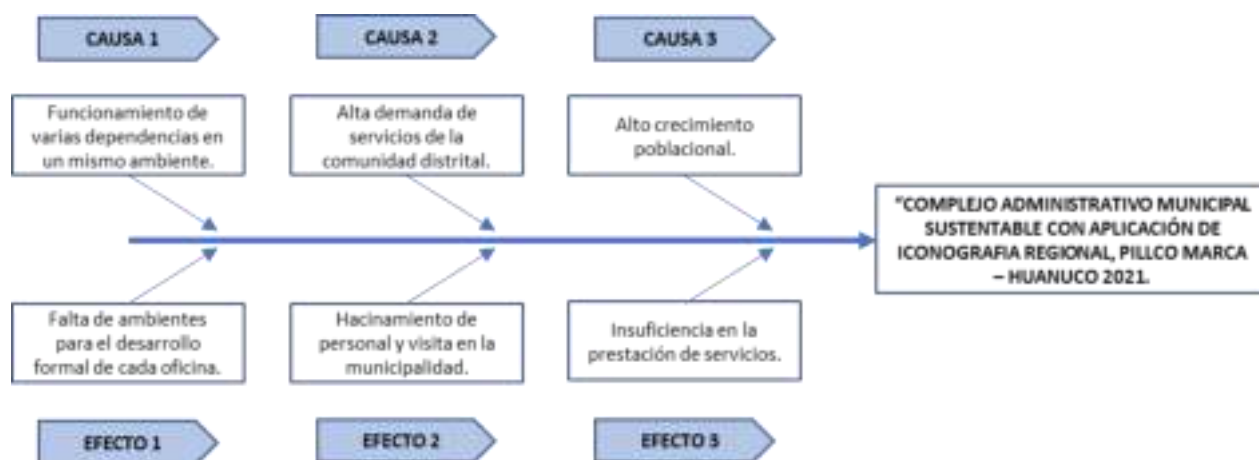 CAUSA 1
CAUSA 2
CAUSA 3
Funcionamiento de
varias dependencias en
un mismo ambiente.
Alta demanda de
servicios de la
comunidad distrital.
Alto crecimiento
poblacional.
"COMPLEJO ADMINISTRATIVO MUNICIPAL
SUSTENTABLE CON APLICACIÓN DE
ICONOGRAFIA REGIONAL, PILLCO MARCA
– HUANUCO 2021.
Falta de ambientes
para el desarrollo
formal de cada oficina.
Hacinamiento de
personal y visita en la
municipalidad.
Insuficiencia en la
prestación de servicios.
EFECTO 1
EFECTO 2
EFECTO 3